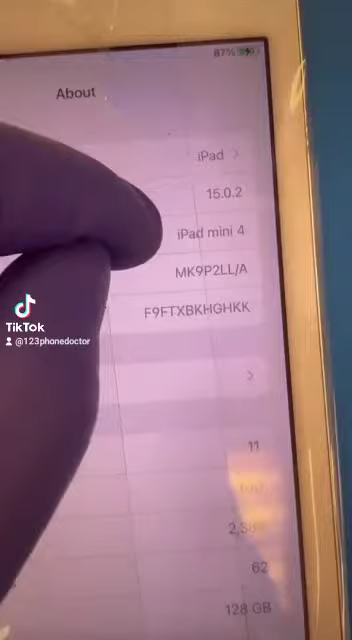 87%
About
iPad
15.0.2
iPad mini 4
MK9P2LL/A
F9FTXBKHGHKK
TikTok
@123phonedoctor
11
62
128 GB